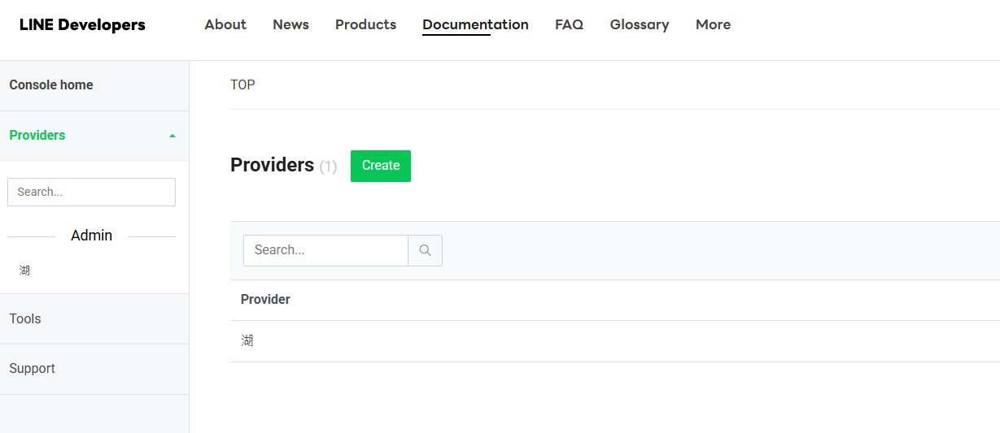 LINE Developers About News Products Documentation FAQ Glossary More
Console home
Providers
Search...
Admin
湖
Tools
Support
TOP
Providers (1) Create
Search...
Provider
湖